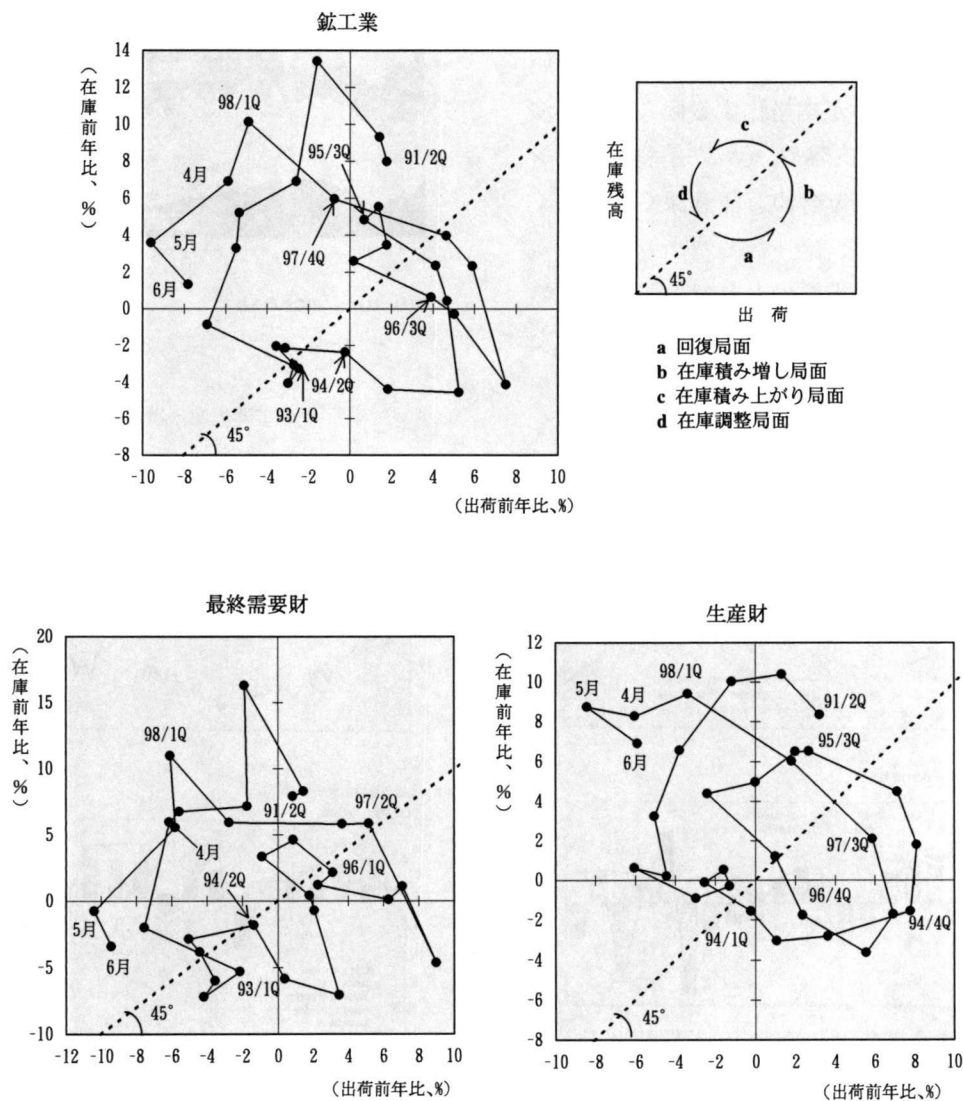 鉱工業
（在庫前年比、%）
14
12
10
8
6
4
2
0
-2
-4
-6
-8
98/1Q
95/3Q
91/2Q
4月
5月
97/4Q
6月
96/3Q
94/2Q
93/1Q
45°
-10 -8 -6 -4 -2 0 2 4 6 8 10
（出荷前年比、%）
在庫残高
c
d
b
a
45°
出 荷
a 回復局面
b 在庫積み増し局面
c 在庫積み上がり局面
d 在庫調整局面
最終需要財
（在庫前年比、%）
20
15
10
5
0
-5
-10
98/1Q
91/2Q
97/2Q
4月
94/2Q
96/1Q
5月
6月
93/1Q
45°
-12 -10 -8 -6 -4 -2 0 2 4 6 8 10
（出荷前年比、%）
生産財
（在庫前年比、%）
12
10
8
6
4
2
0
-2
-4
-6
-8
5月
4月
98/1Q
91/2Q
6月
95/3Q
97/3Q
96/4Q
94/1Q
94/4Q
45°
-10 -8 -6 -4 -2 0 2 4 6 8 10
（出荷前年比、%）